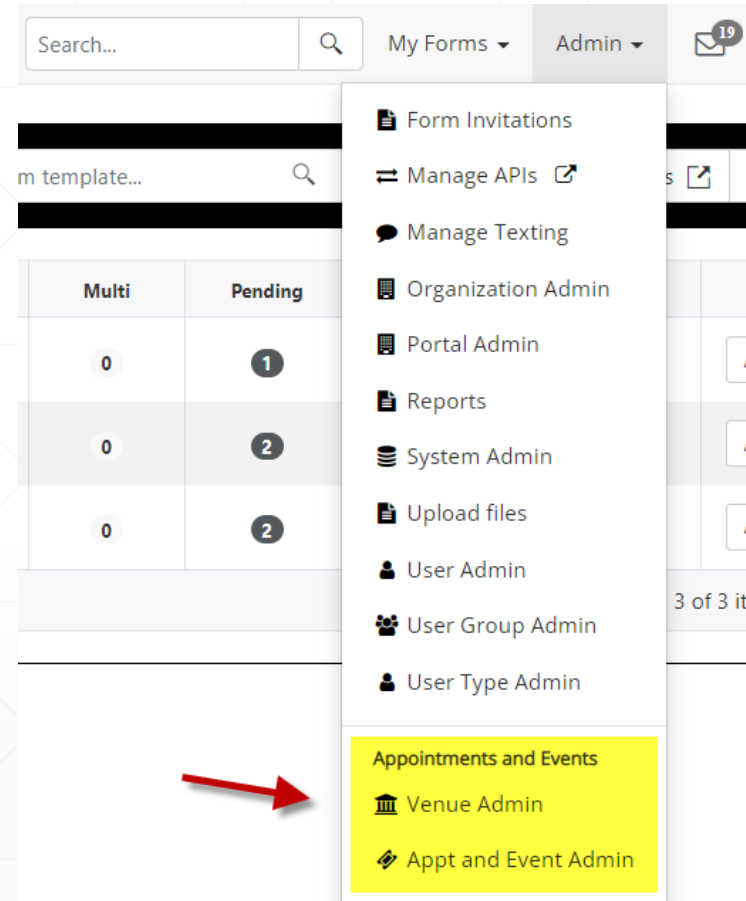 Search...
My Forms
Admin
19
Form Invitations
m template...
Manage APIs
s
Manage Texting
Multi
Pending
Organization Admin
Portal Admin
0
1
Reports
0
2
System Admin
Upload files
0
2
User Admin
3 of 3 it
User Group Admin
User Type Admin
Appointments and Events
Venue Admin
Appt and Event Admin